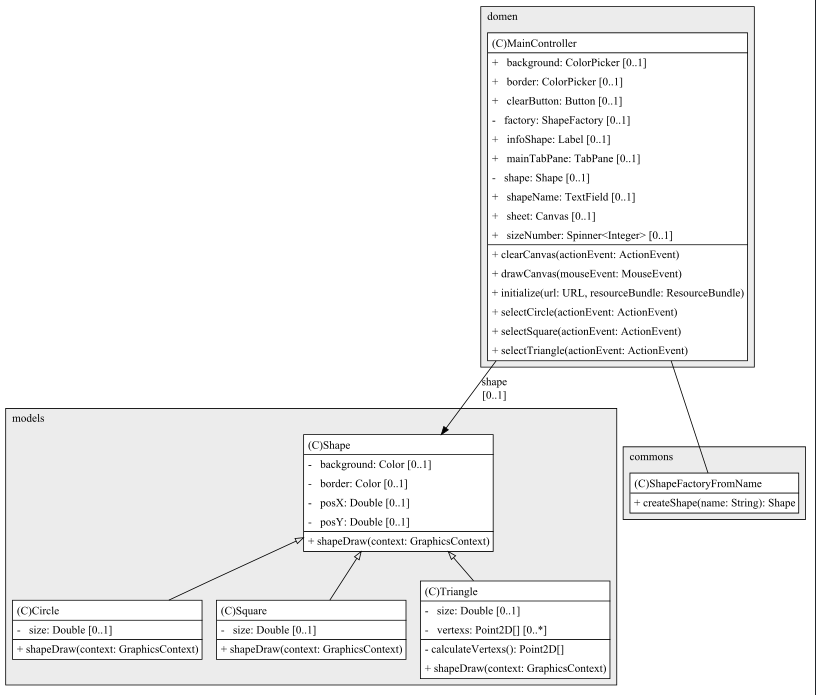 domen
(C)MainController
+ background: ColorPicker [0..1]
+ border: ColorPicker [0..1]
+ clearButton: Button [0..1]
- factory: ShapeFactory [0..1]
+ infoShape: Label [0..1]
+ mainTabPane: TabPane [0..1]
- shape: Shape [0..1]
+ shapeName: TextField [0..1]
+ sheet: Canvas [0..1]
+ sizeNumber: Spinner<Integer> [0..1]
+ clearCanvas(actionEvent: ActionEvent)
+ drawCanvas(mouseEvent: MouseEvent)
+ initialize(url: URL, resourceBundle: ResourceBundle)
+ selectCircle(actionEvent: ActionEvent)
+ selectSquare(actionEvent: ActionEvent)
+ selectTriangle(actionEvent: ActionEvent)
shape
[0..1]
models
(C)Shape
- background: Color [0..1]
- border: Color [0..1]
- posX: Double [0..1]
- posY: Double [0..1]
+ shapeDraw(context: GraphicsContext)
commons
(C)ShapeFactoryFromName
+ createShape(name: String): Shape
(C)Circle
- size: Double [0..1]
+ shapeDraw(context: GraphicsContext)
(C)Square
- size: Double [0..1]
+ shapeDraw(context: GraphicsContext)
(C)Triangle
- size: Double [0..1]
- vertexs: Point2D[] [0..*]
- calculateVertexs(): Point2D[]
+ shapeDraw(context: GraphicsContext)